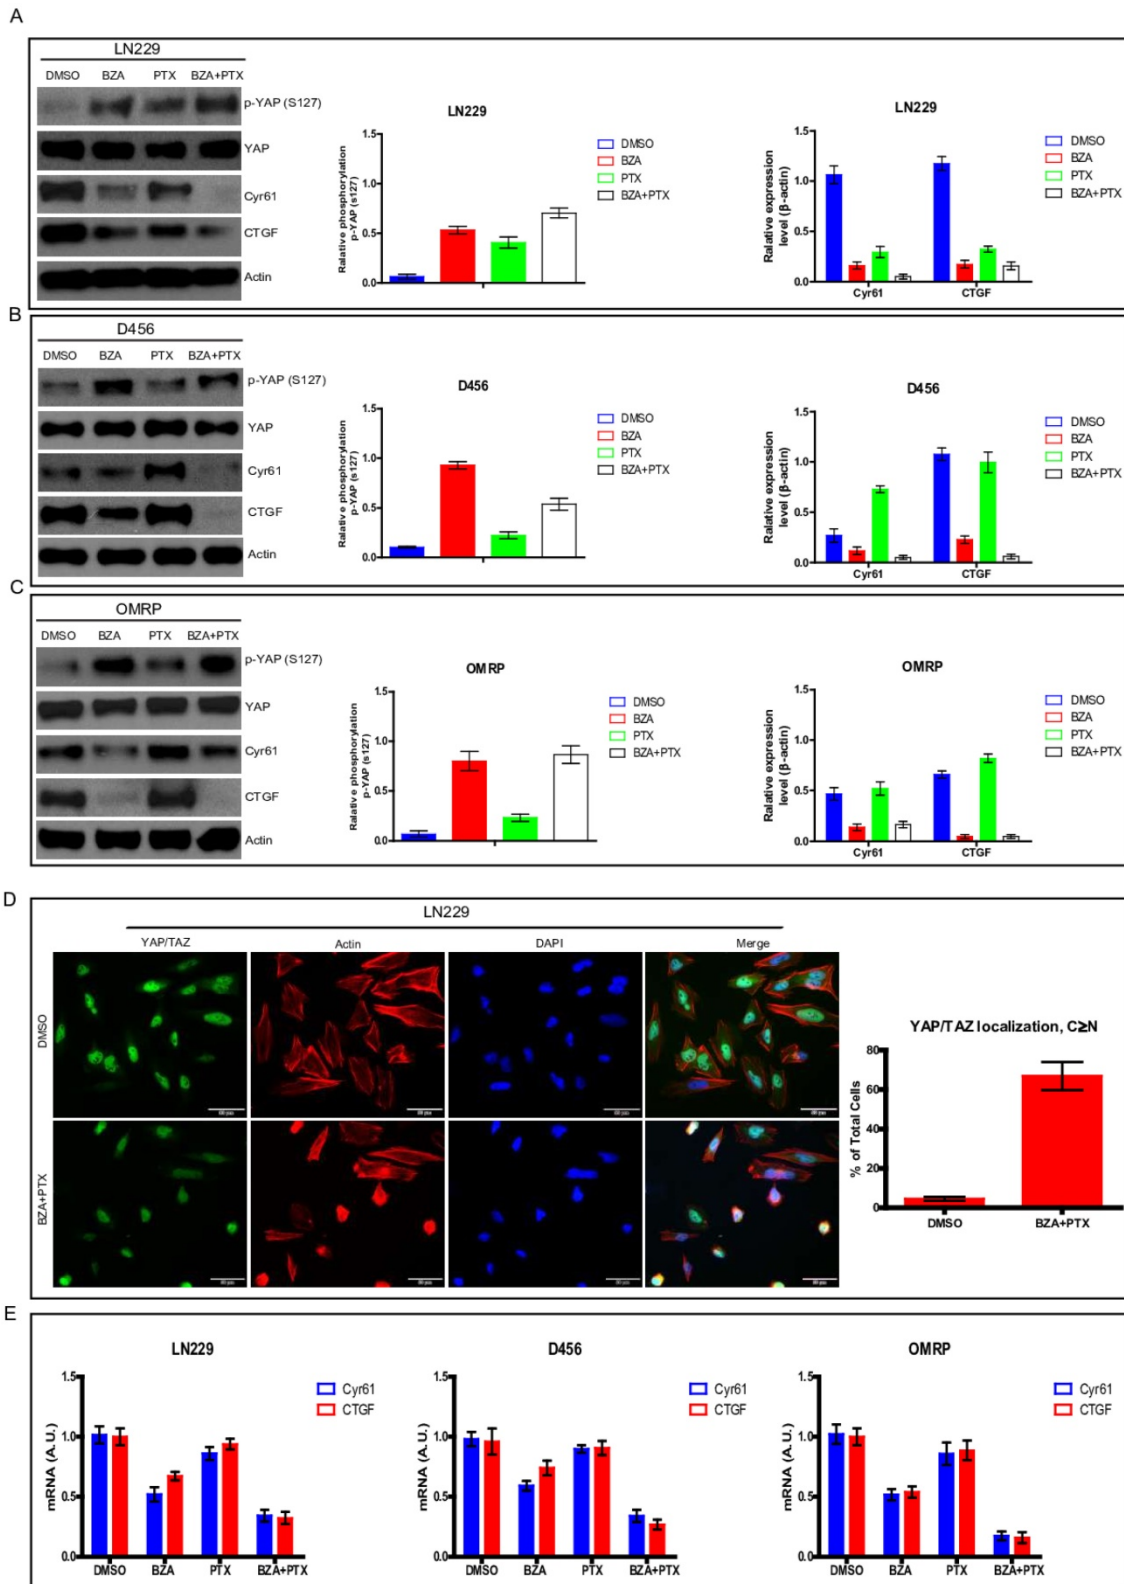 A
LN229
DMSO BZA PTX BZA+PTX
p-YAP (S127)
YAP
Cyr61
CTGF
Actin
LN229
Ralative phosphorylation
p-YAP (s127)
1.5
1.0
0.5
0.0
DMSO
BZA
PTX
BZA+PTX
LN229
Ralative expression
level (β-actin)
1.5
1.0
0.5
0.0
Cyr61 CTGF
DMSO
BZA
PTX
BZA+PTX
B
D456
DMSO BZA PTX BZA+PTX
p-YAP (S127)
YAP
Cyr61
CTGF
Actin
D456
Ralative phosphorylation
p-YAP (s127)
1.5
1.0
0.5
0.0
DMSO
BZA
PTX
BZA+PTX
D456
Ralative expression
level (β-actin)
1.5
1.0
0.5
0.0
Cyr61 CTGF
DMSO
BZA
PTX
BZA+PTX
C
OMRP
DMSO BZA PTX BZA+PTX
p-YAP (S127)
YAP
Cyr61
CTGF
Actin
OMRP
Ralative phosphorylation
p-YAP (s127)
1.5
1.0
0.5
0.0
DMSO
BZA
PTX
BZA+PTX
OMRP
Ralative expression
level (β-actin)
1.5
1.0
0.5
0.0
Cyr61 CTGF
DMSO
BZA
PTX
BZA+PTX
D
LN229
YAP/TAZ Actin DAPI Merge
DMSO
BZA+PTX
YAP/TAZ localization, C≥N
% of Total Cells
80
60
40
20
0
DMSO BZA+PTX
E
LN229
mRNA (A.U.)
1.5
1.0
0.5
0.0
DMSO BZA PTX BZA+PTX
Cyr61
CTGF
D456
mRNA (A.U.)
1.5
1.0
0.5
0.0
DMSO BZA PTX BZA+PTX
Cyr61
CTGF
OMRP
mRNA (A.U.)
1.5
1.0
0.5
0.0
DMSO BZA PTX BZA+PTX
Cyr61
CTGF